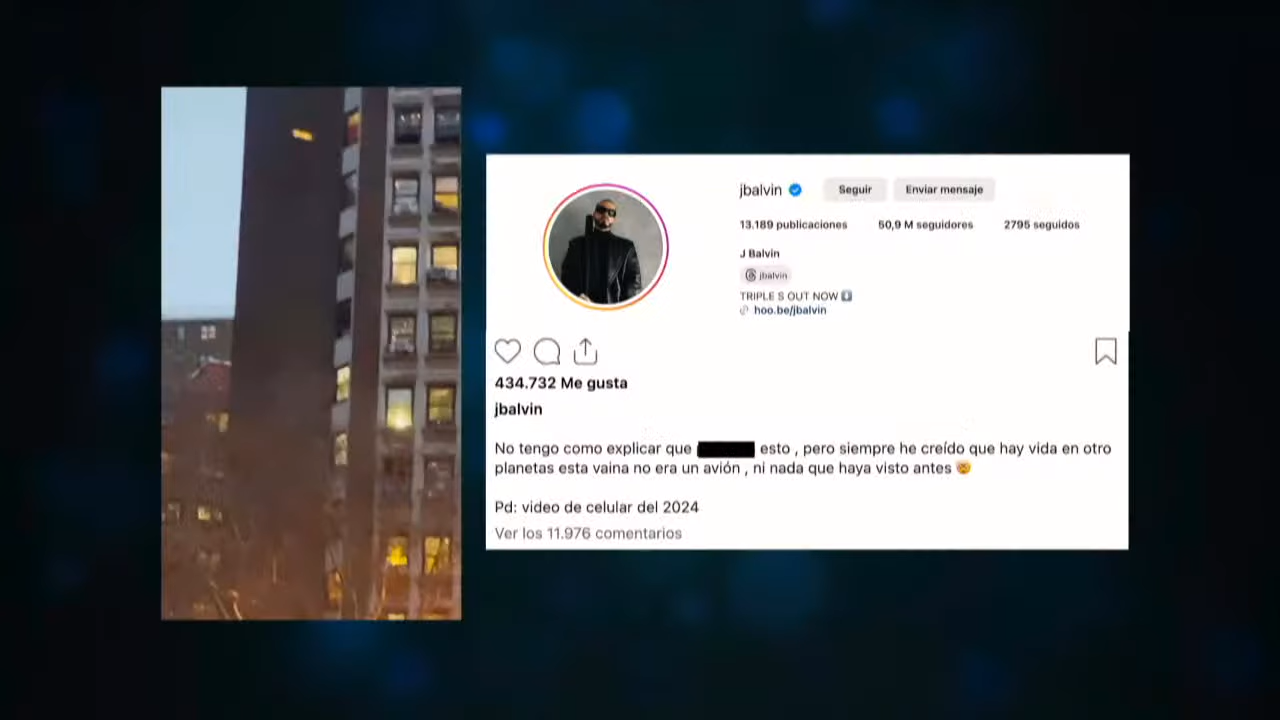 jbalvin
Seguir
Enviar mensaje
13.189 publicaciones
50,9 M seguidores
2795 seguidos
J Balvin
jbalvin
TRIPLE S OUT NOW ⬇️
hoo.be/jbalvin
434.732 Me gusta
jbalvin
No tengo como explicar que esto , pero siempre he creído que hay vida en otro
planetas esta vaina no era un avión , ni nada que haya visto antes 🤯
Pd: video de celular del 2024
Ver los 11.976 comentarios